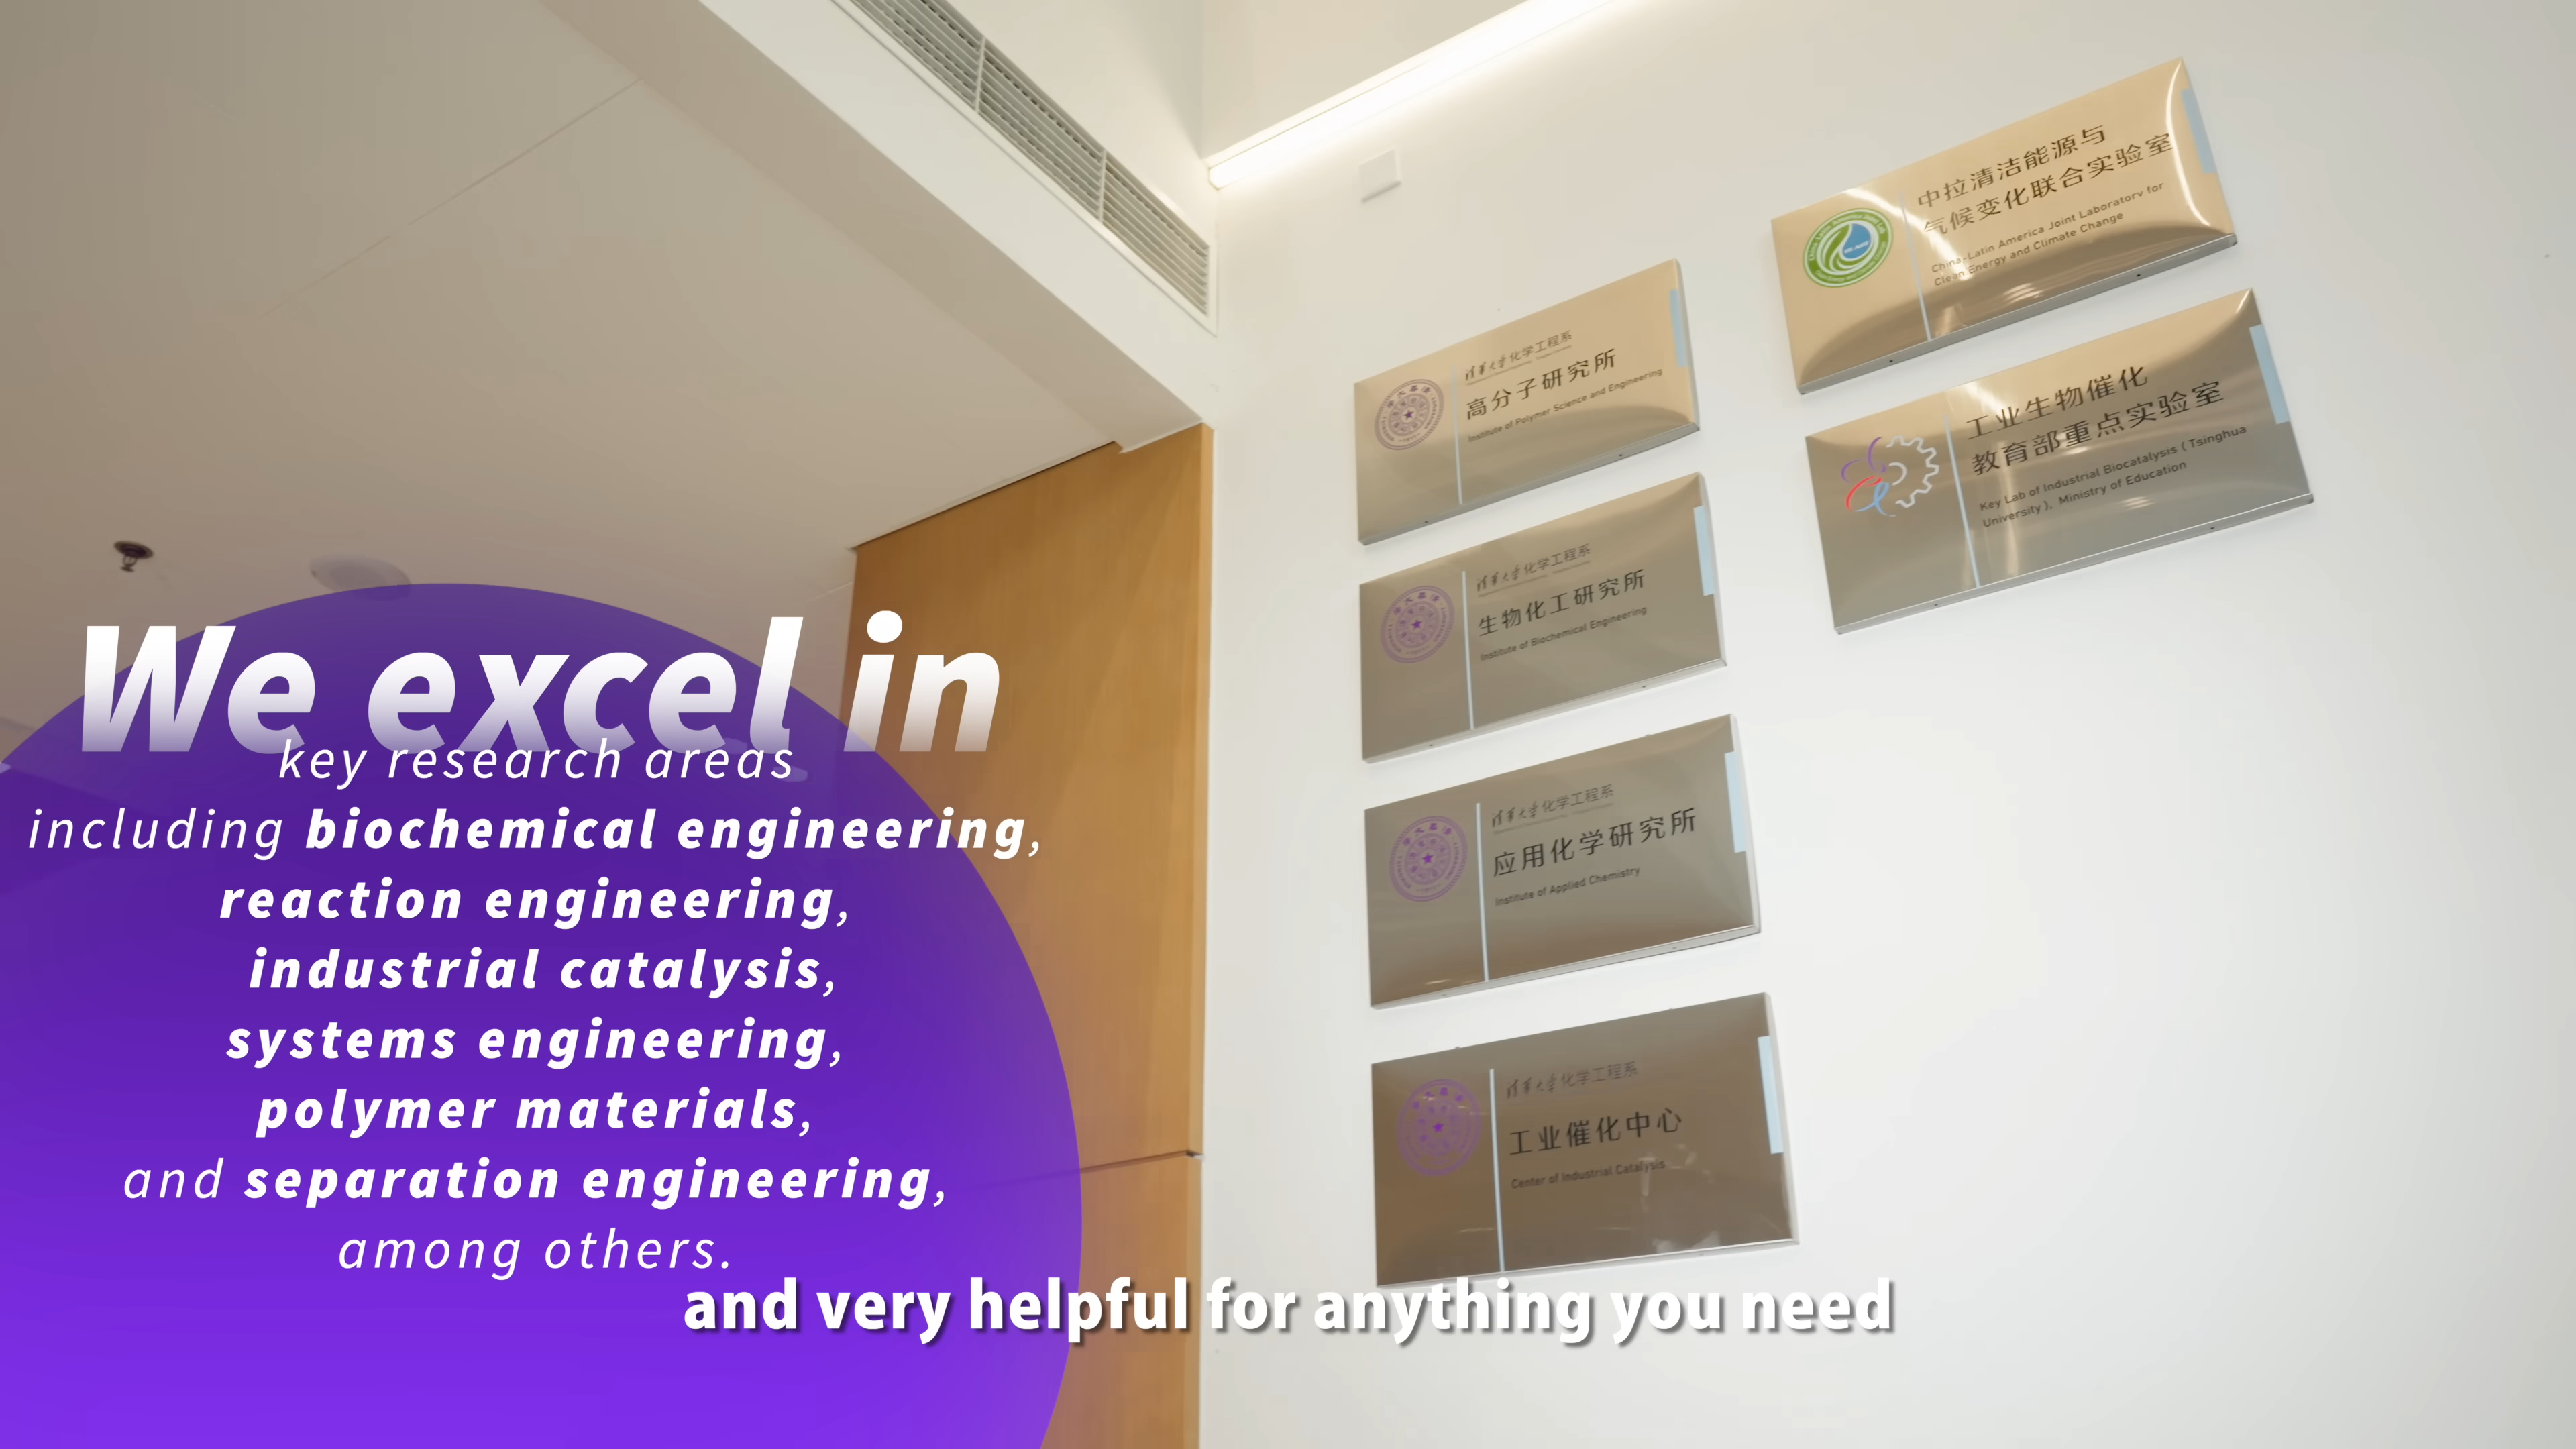 We excel in
key research areas
including biochemical engineering,
reaction engineering,
industrial catalysis,
systems engineering,
polymer materials,
and separation engineering,
among others.
and very helpful for anything you need
清华大学 化学工程系
高分子研究所
Institute of Polymer Science and Engineering
清华大学 化学工程系
生物化工研究所
Institute of Biochemical Engineering
清华大学 化学工程系
应用化学研究所
Institute of Applied Chemistry
清华大学 化学工程系
工业催化中心
Center of Industrial Catalysis
中拉清洁能源与
气候变化联合实验室
China-Latin America Joint Laboratory for
Clean Energy and Climate Change
工业生物催化
教育部重点实验室
Key Lab of Industrial Biocatalysis ( Tsinghua
University ), Ministry of Education